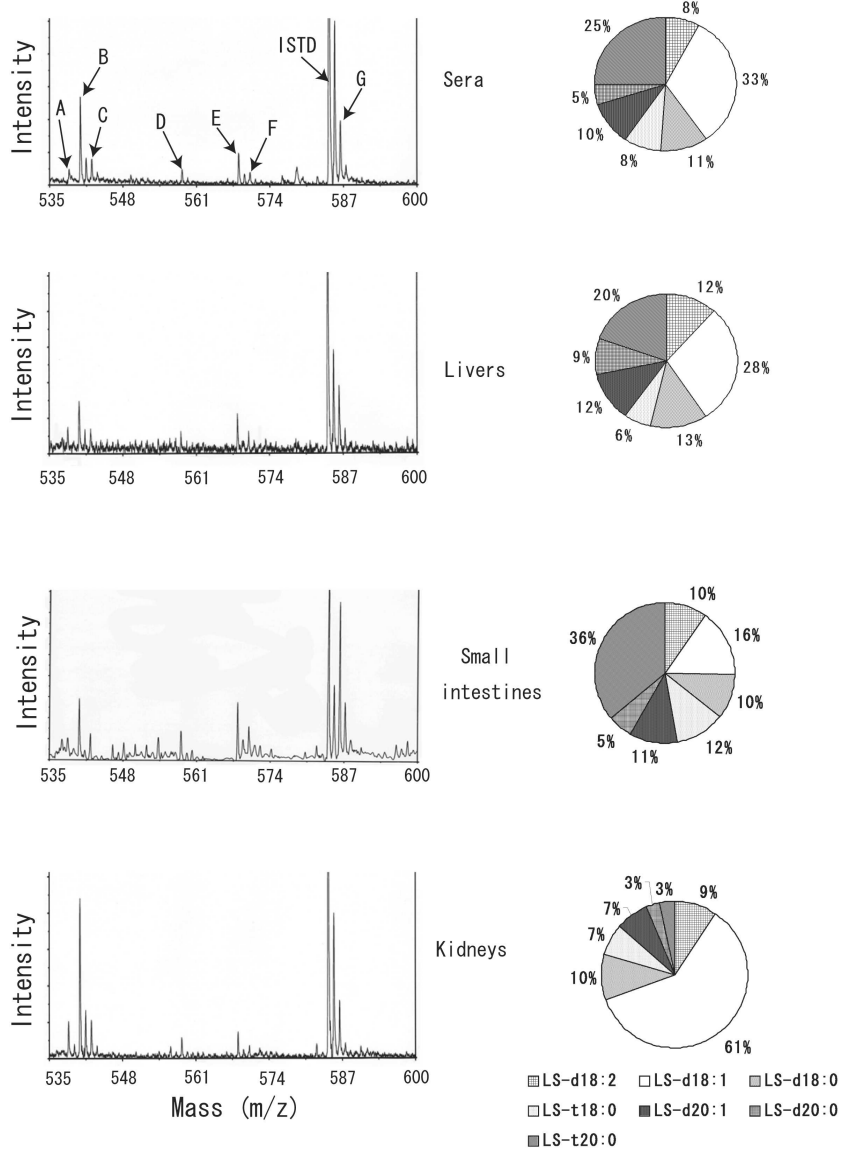 Intensity
A
B
C
D
E
F
ISTD
G
535 548 561 574 587 600
Sera
8%
33%
11%
8%
10%
5%
25%
Intensity
535 548 561 574 587 600
Livers
12%
28%
13%
6%
12%
9%
20%
Intensity
535 548 561 574 587 600
Small
intestines
10%
16%
10%
12%
11%
5%
36%
Intensity
535 548 561 574 587 600
Mass (m/z)
Kidneys
9%
61%
10%
7%
7%
3%
3%
LS-d18:2 LS-d18:1 LS-d18:0
LS-t18:0 LS-d20:1 LS-d20:0
LS-t20:0